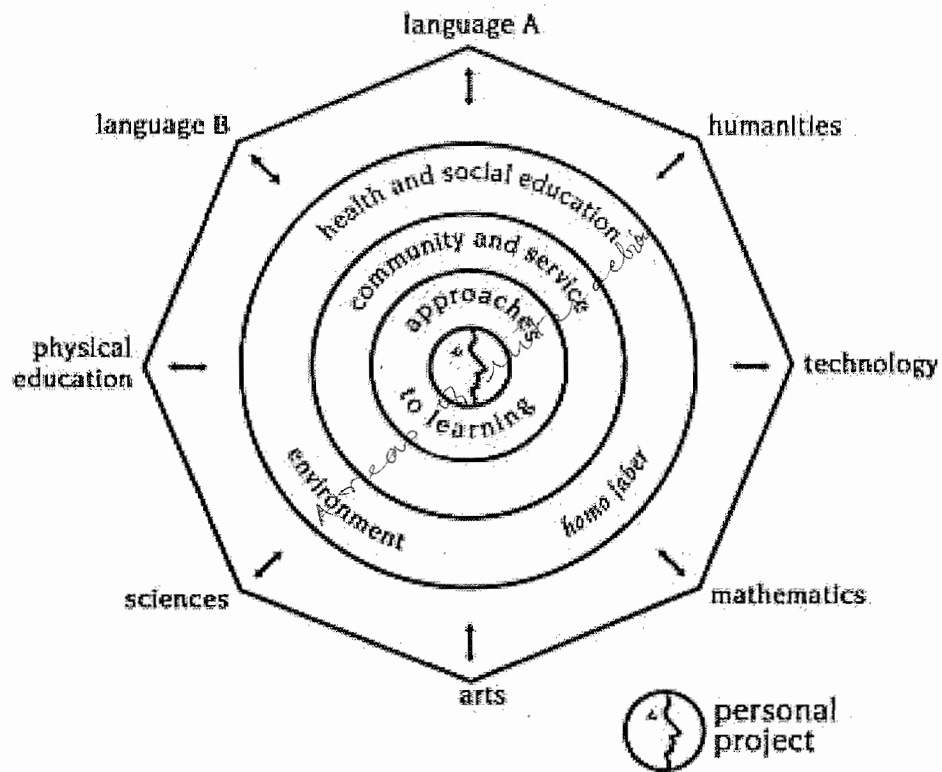 language A
language B
humanities
health and social education
community and service
approaches
to learning
physical
education
technology
environment
homo faber
sciences
mathematics
arts
personal
project